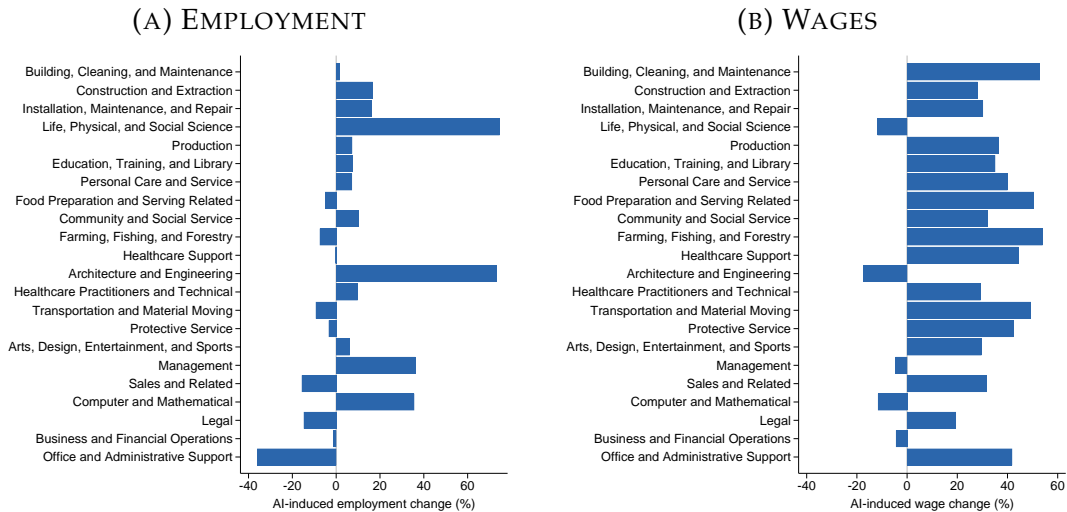 (A) EMPLOYMENT
Building, Cleaning, and Maintenance
Construction and Extraction
Installation, Maintenance, and Repair
Life, Physical, and Social Science
Production
Education, Training, and Library
Personal Care and Service
Food Preparation and Serving Related
Community and Social Service
Farming, Fishing, and Forestry
Healthcare Support
Architecture and Engineering
Healthcare Practitioners and Technical
Transportation and Material Moving
Protective Service
Arts, Design, Entertainment, and Sports
Management
Sales and Related
Computer and Mathematical
Legal
Business and Financial Operations
Office and Administrative Support
-40 -20 0 20 40 60
AI-induced employment change (%)
(B) WAGES
Building, Cleaning, and Maintenance
Construction and Extraction
Installation, Maintenance, and Repair
Life, Physical, and Social Science
Production
Education, Training, and Library
Personal Care and Service
Food Preparation and Serving Related
Community and Social Service
Farming, Fishing, and Forestry
Healthcare Support
Architecture and Engineering
Healthcare Practitioners and Technical
Transportation and Material Moving
Protective Service
Arts, Design, Entertainment, and Sports
Management
Sales and Related
Computer and Mathematical
Legal
Business and Financial Operations
Office and Administrative Support
-40 -20 0 20 40 60
AI-induced wage change (%)